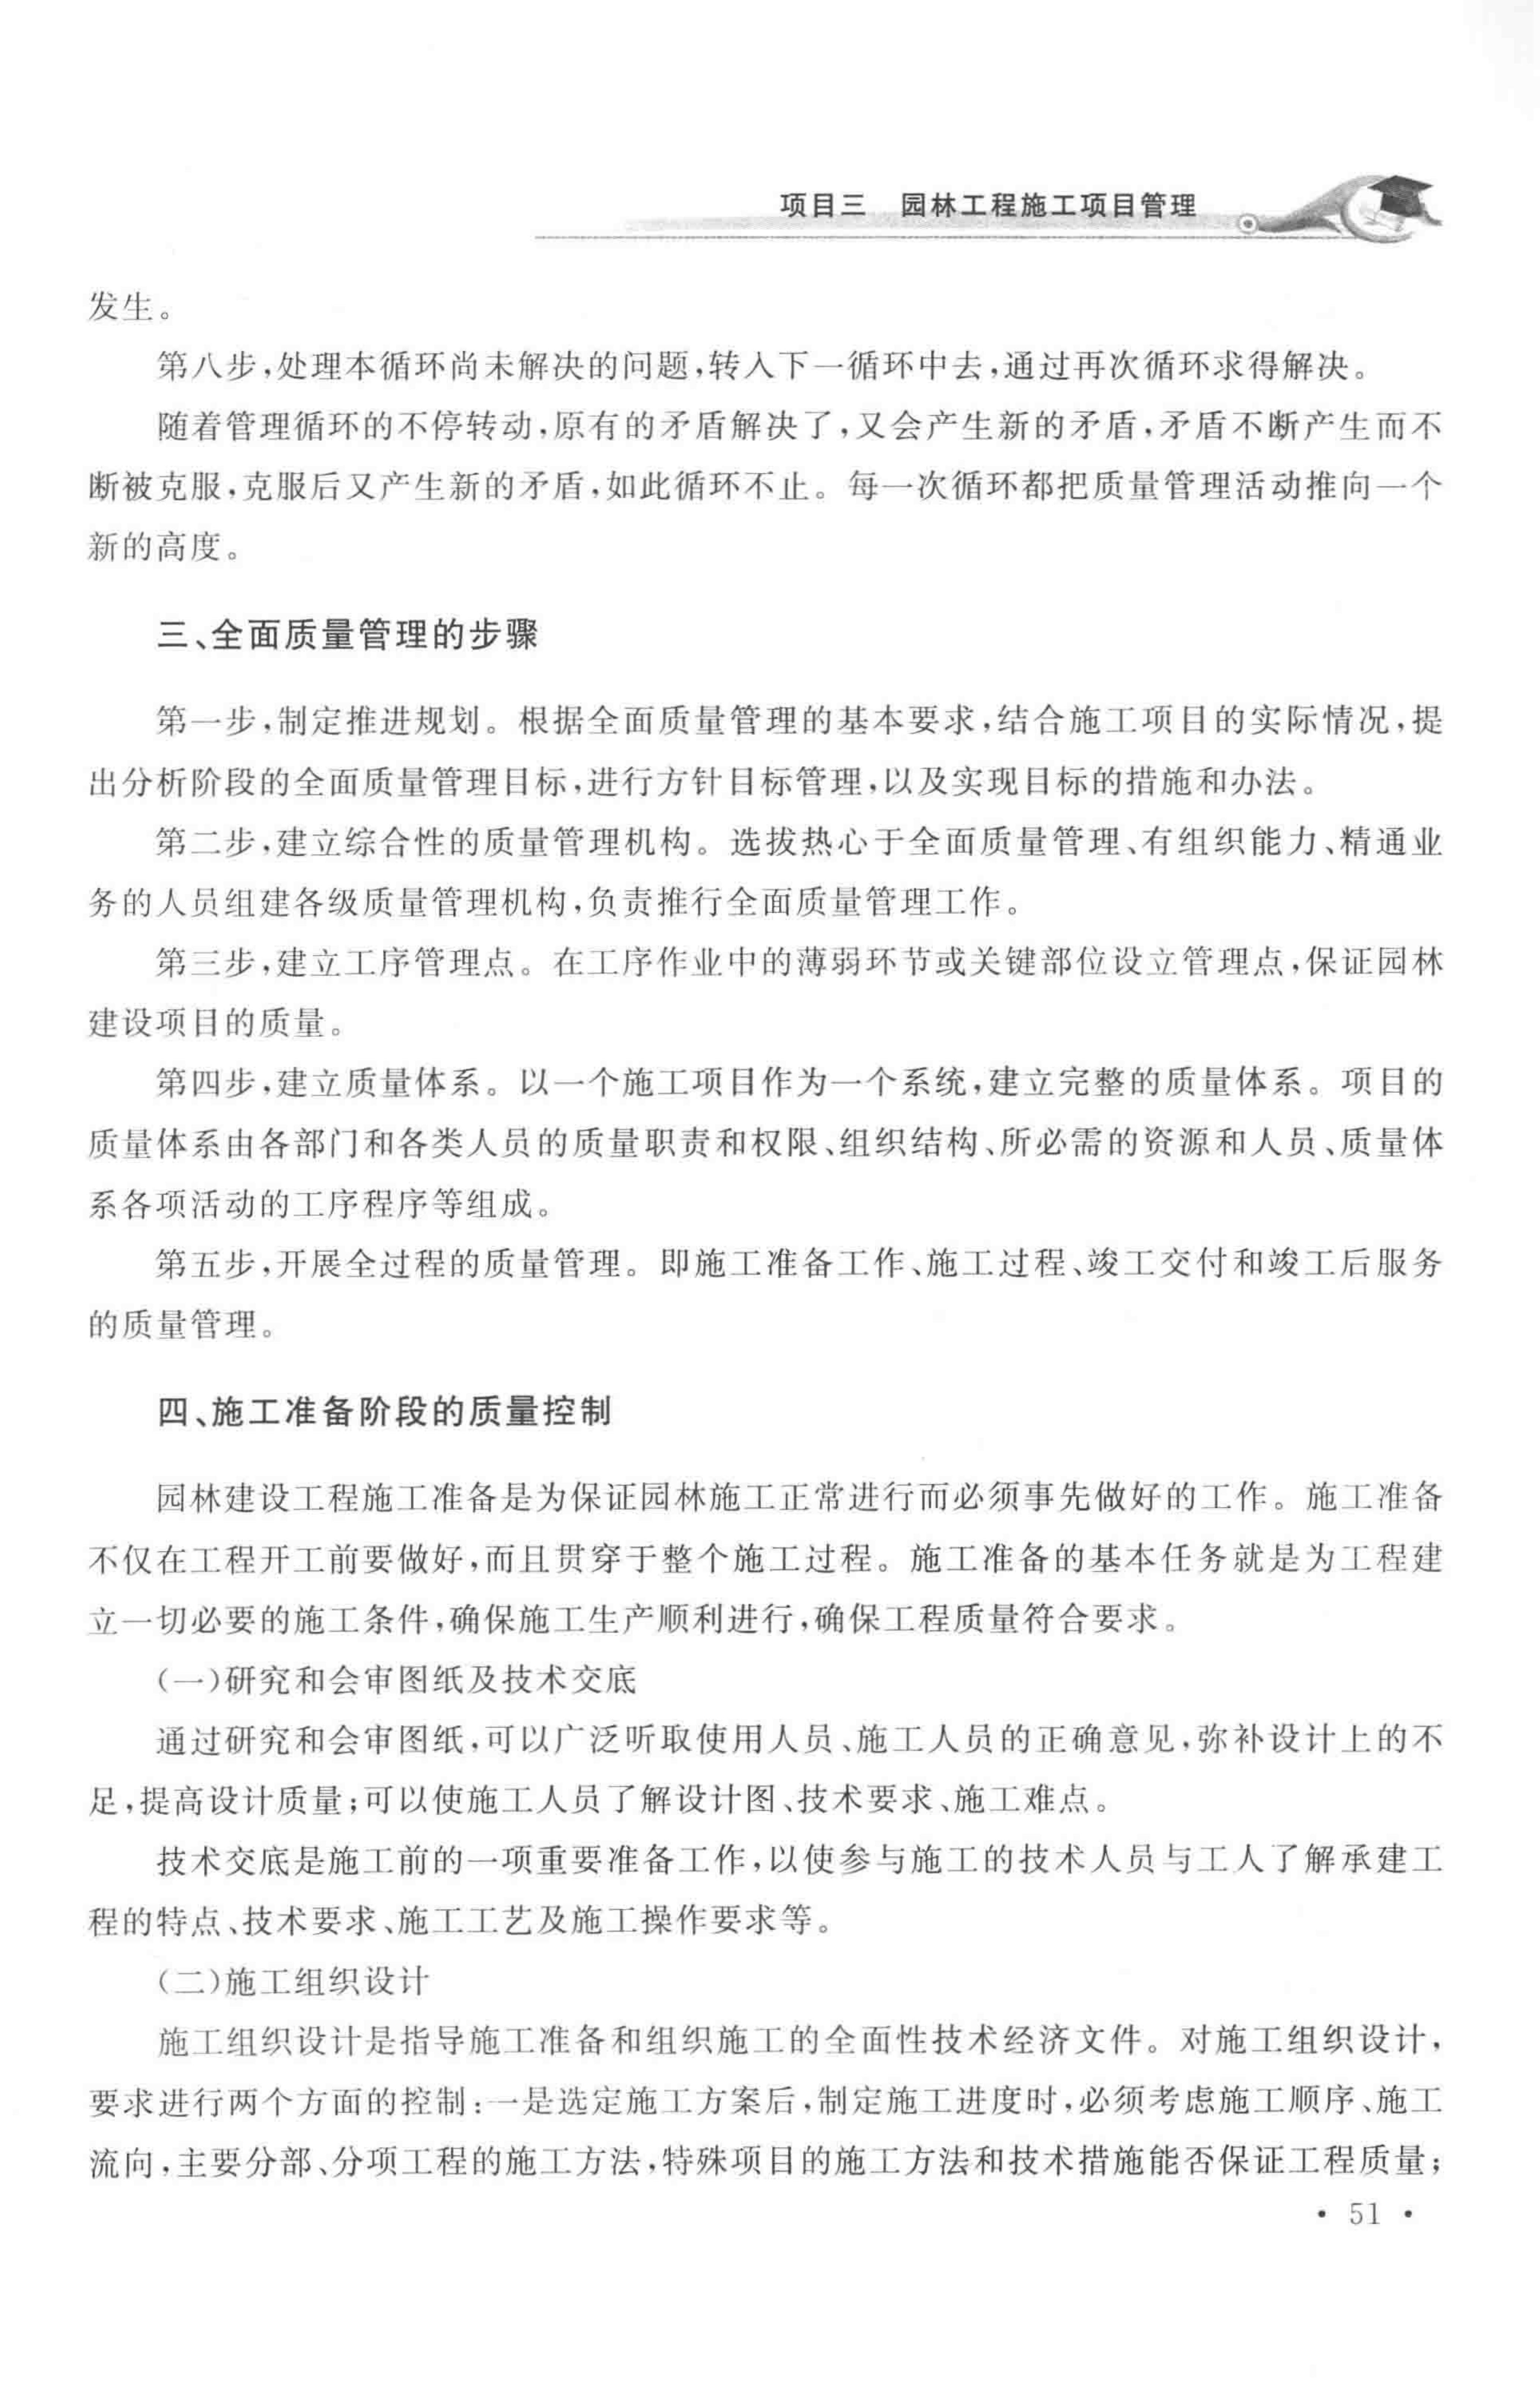 项目三 园林工程施工项目管理
发生。
第八步,处理本循环尚未解决的问题,转入下一循环中去,通过再次循环求得解决。
随着管理循环的不停转动,原有的矛盾解决了,又会产生新的矛盾,矛盾不断产生而不
断被克服,克服后又产生新的矛盾,如此循环不止。每一次循环都把质量管理活动推向一个
新的高度。
三、全面质量管理的步骤
第一步,制定推进规划。根据全面质量管理的基本要求,结合施工项目的实际情况,提
出分析阶段的全面质量管理目标,进行方针目标管理,以及实现目标的措施和办法。
第二步,建立综合性的质量管理机构。选拔热心于全面质量管理、有组织能力、精通业
务的人员组建各级质量管理机构,负责推行全面质量管理工作。
第三步,建立工序管理点。在工序作业中的薄弱环节或关键部位设立管理点,保证园林
建设项目的质量。
第四步,建立质量体系。以一个施工项目作为一个系统,建立完整的质量体系。项目的
质量体系由各部门和各类人员的质量职责和权限、组织结构、所必需的资源和人员、质量体
系各项活动的工序程序等组成。
第五步,开展全过程的质量管理。即施工准备工作、施工过程、竣工交付和竣工后服务
的质量管理。
四、施工准备阶段的质量控制
园林建设工程施工准备是为保证园林施工正常进行而必须事先做好的工作。施工准备
不仅在工程开工前要做好,而且贯穿于整个施工过程。施工准备的基本任务就是为工程建
立一切必要的施工条件,确保施工生产顺利进行,确保工程质量符合要求。
(一)研究和会审图纸及技术交底
通过研究和会审图纸,可以广泛听取使用人员、施工人员的正确意见,弥补设计上的不
足,提高设计质量;可以使施工人员了解设计图、技术要求、施工难点。
技术交底是施工前的一项重要准备工作,以使参与施工的技术人员与工人了解承建工
程的特点、技术要求、施工工艺及施工操作要求等。
(二)施工组织设计
施工组织设计是指导施工准备和组织施工的全面性技术经济文件。对施工组织设计,
要求进行两个方面的控制:一是选定施工方案后,制定施工进度时,必须考虑施工顺序、施工
流向,主要分部、分项工程的施工方法,特殊项目的施工方法和技术措施能否保证工程质量;
• 51 •